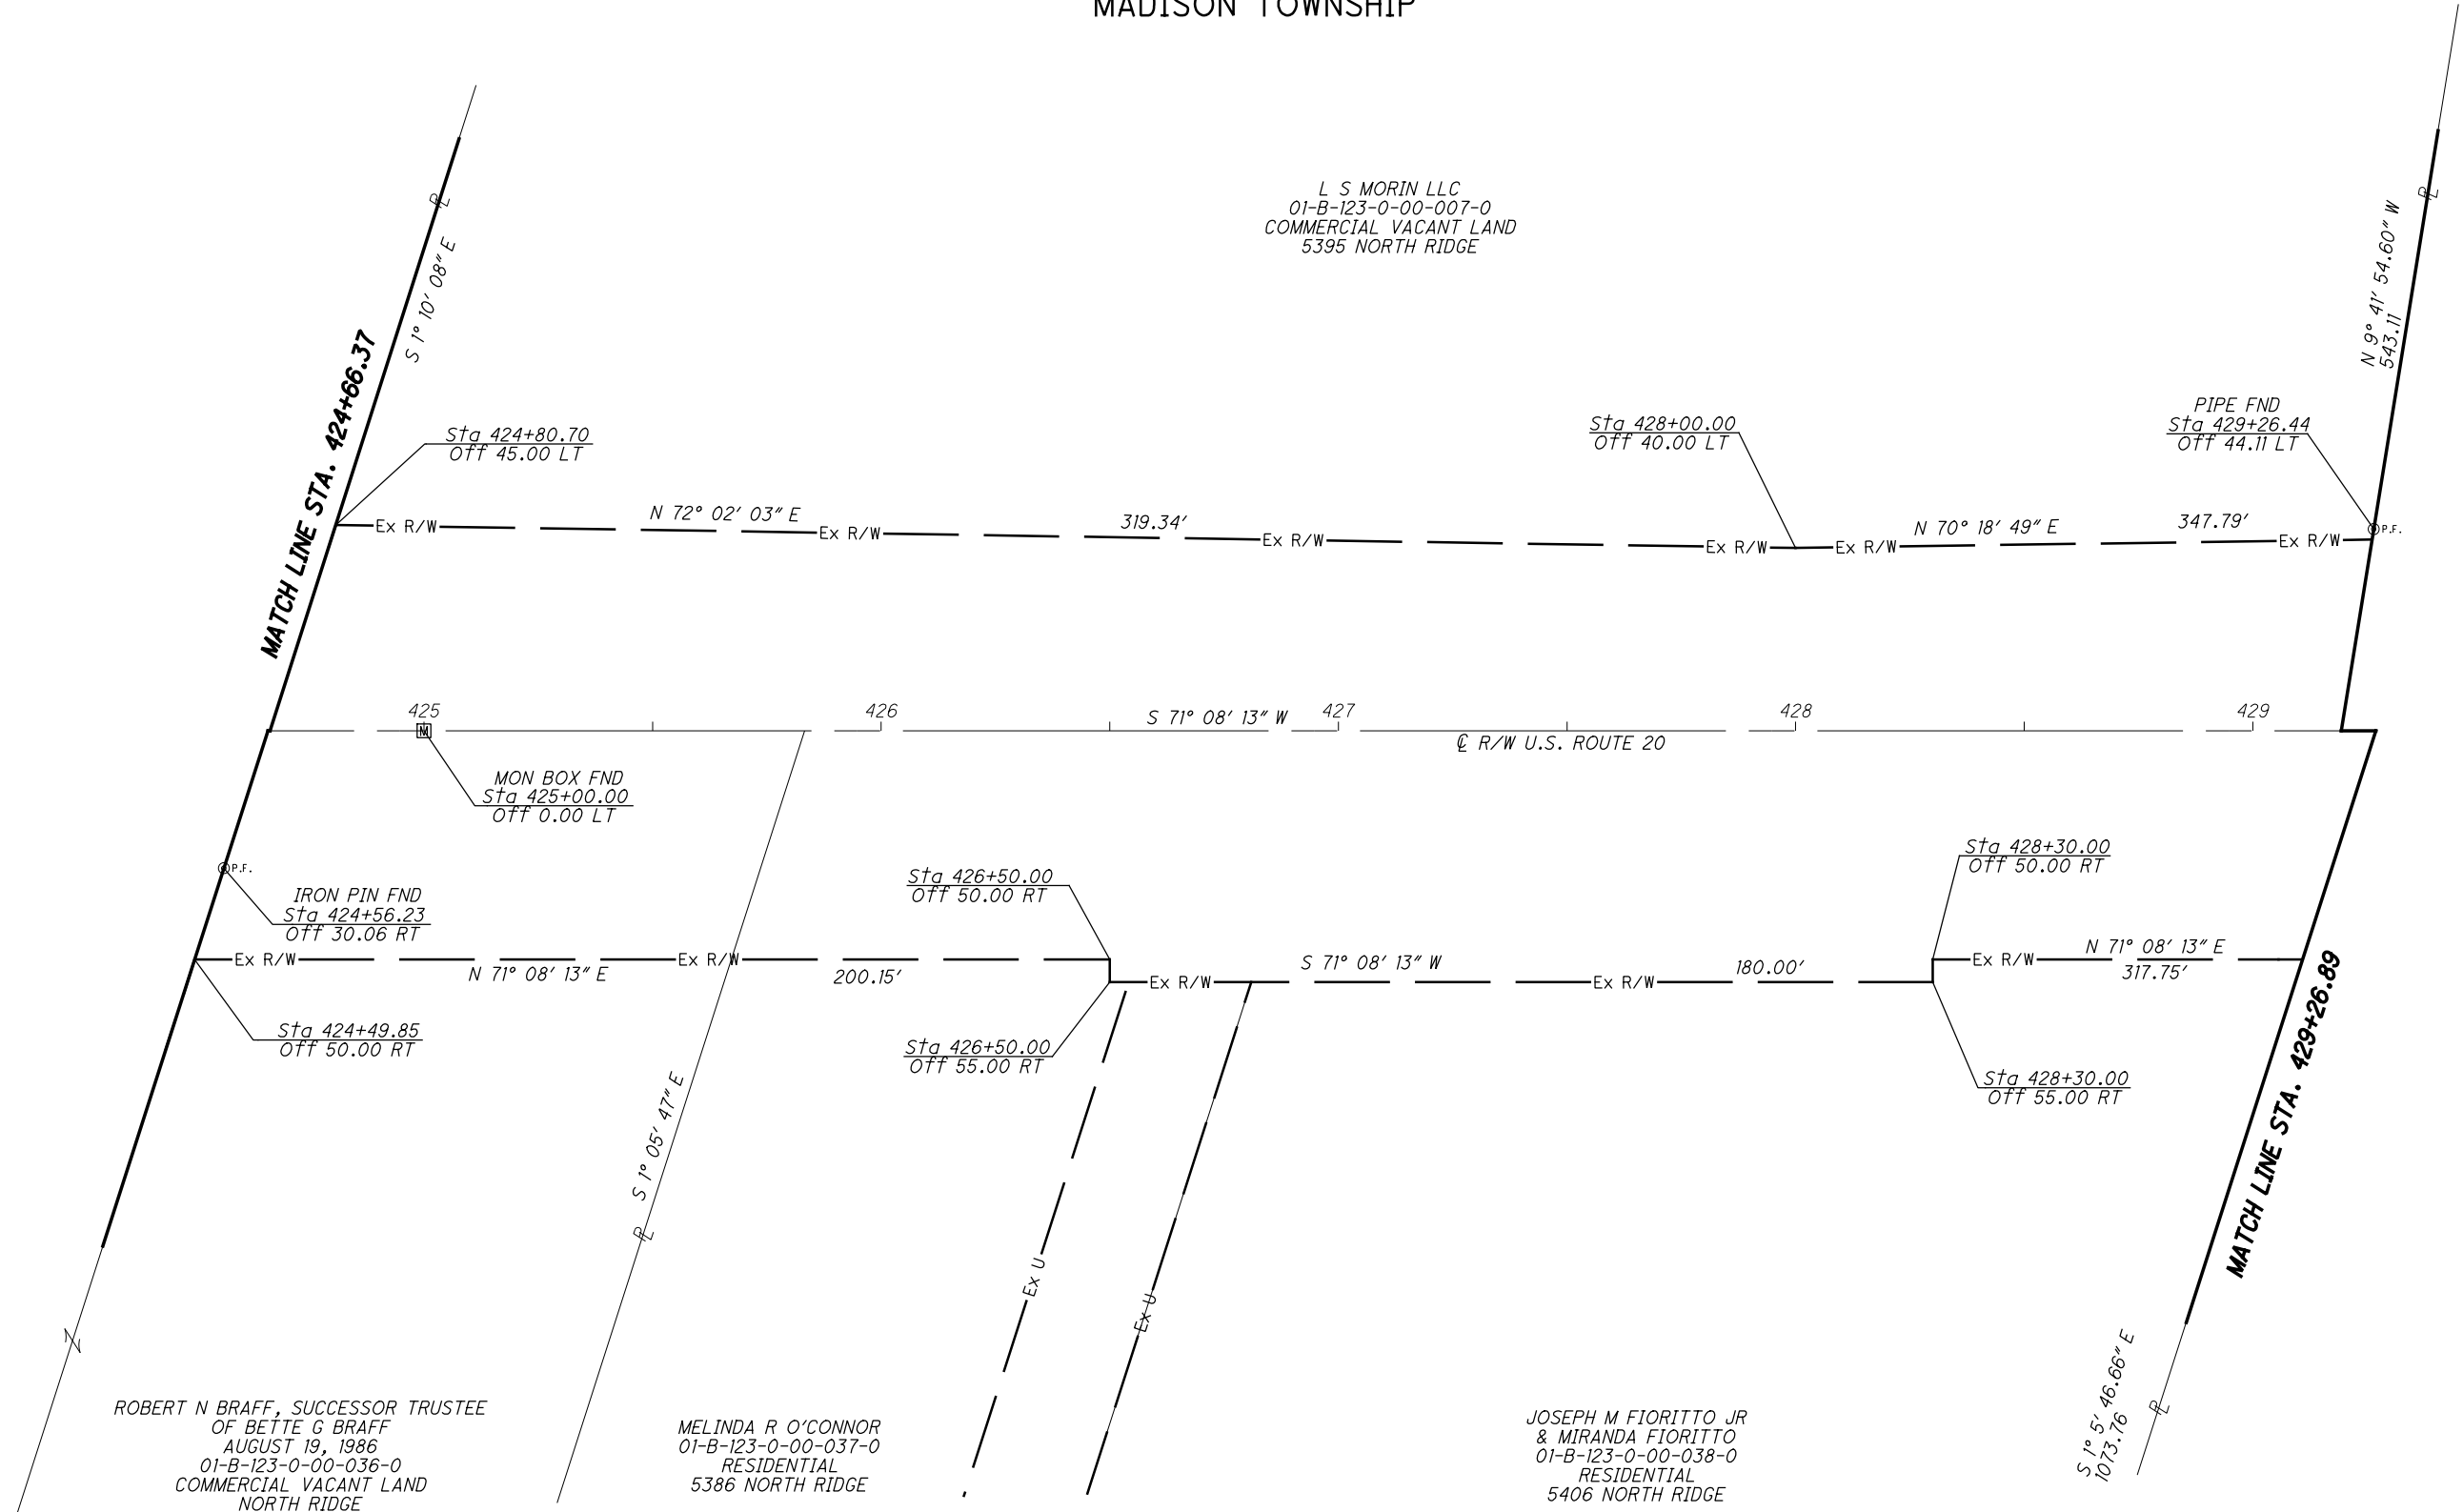 MADISON TOWNSHIP
L S MORIN LLC
01-B-123-0-00-007-0
COMMERCIAL VACANT LAND
5395 NORTH RIDGE
PL
S 1° 10' 08" E
MATCH LINE STA. 424+66.37
PL
N 9° 41' 54.60" W
543.11
Sta 424+80.70
Off 45.00 LT
Sta 428+00.00
Off 40.00 LT
PIPE FND
Sta 429+26.44
Off 44.11 LT
P.F.
Ex R/W
N 72° 02' 03" E
Ex R/W
319.34'
Ex R/W
Ex R/W
Ex R/W
N 70° 18' 49" E
347.79'
Ex R/W
425
426
S 71° 08' 13" W
427
428
429
M
CL R/W U.S. ROUTE 20
MON BOX FND
Sta 425+00.00
Off 0.00 LT
P.F.
IRON PIN FND
Sta 424+56.23
Off 30.06 RT
Sta 426+50.00
Off 50.00 RT
Sta 428+30.00
Off 50.00 RT
Ex R/W
N 71° 08' 13" E
Ex R/W
200.15'
Ex R/W
S 71° 08' 13" W
Ex R/W
180.00'
Ex R/W
N 71° 08' 13" E
317.75'
Sta 424+49.85
Off 50.00 RT
Sta 426+50.00
Off 55.00 RT
Sta 428+30.00
Off 55.00 RT
MATCH LINE STA. 429+26.89
S 1° 05' 47" E
PL
Ex U
Ex U
S 1° 5' 46.66" E
1073.76
PL
ROBERT N BRAFF, SUCCESSOR TRUSTEE
OF BETTE G BRAFF
AUGUST 19, 1986
01-B-123-0-00-036-0
COMMERCIAL VACANT LAND
NORTH RIDGE
MELINDA R O'CONNOR
01-B-123-0-00-037-0
RESIDENTIAL
5386 NORTH RIDGE
JOSEPH M FIORITTO JR
& MIRANDA FIORITTO
01-B-123-0-00-038-0
RESIDENTIAL
5406 NORTH RIDGE